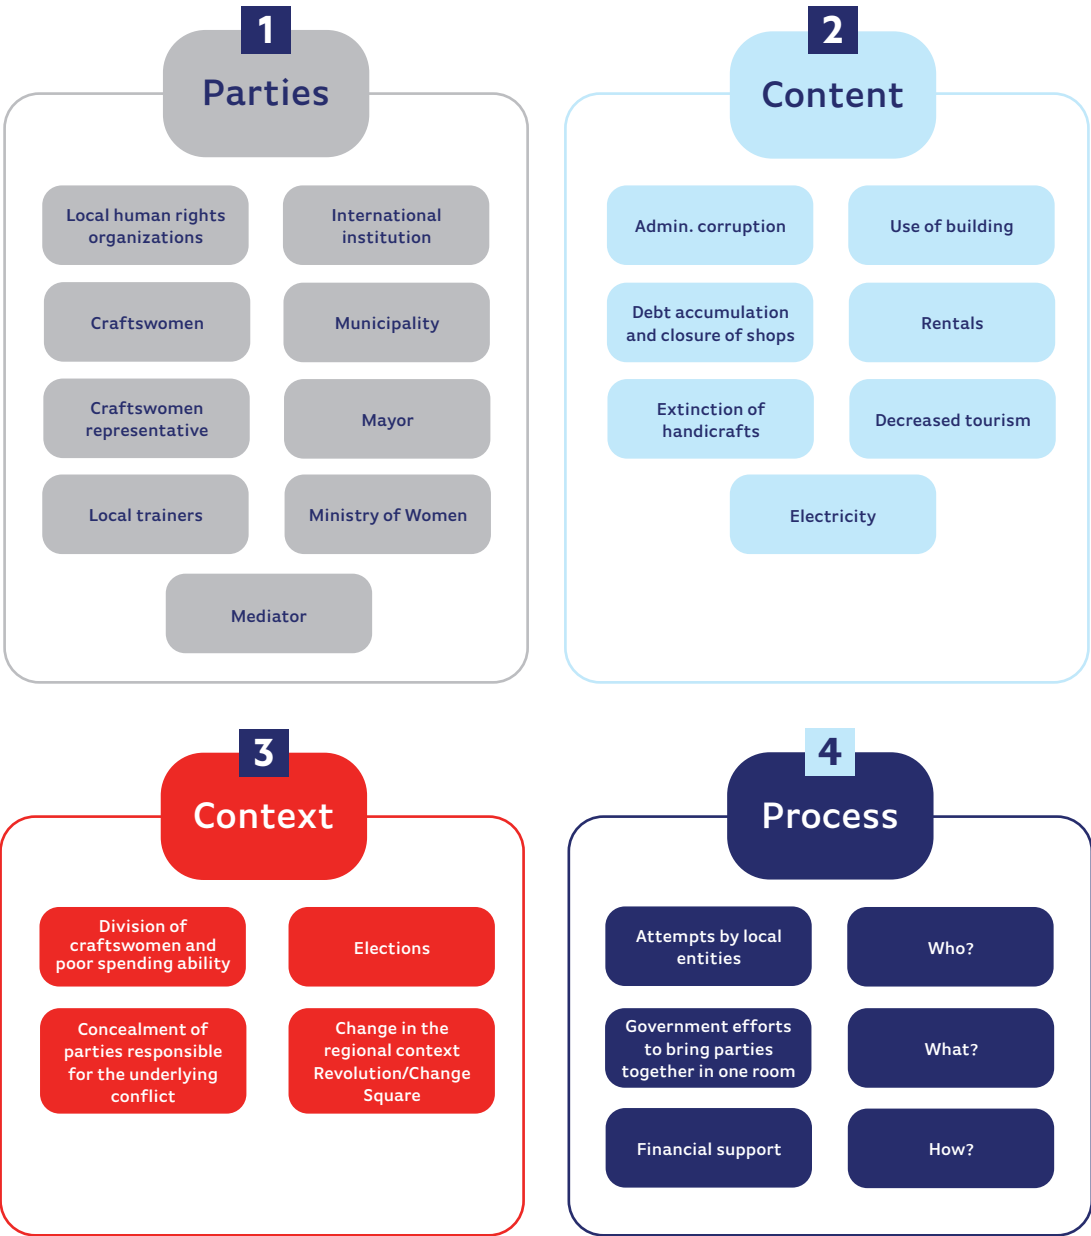 1
Parties
Local human rights
organizations
International
institution
Craftswomen
Municipality
Craftswomen
representative
Mayor
Local trainers
Ministry of Women
Mediator
2
Content
Admin. corruption
Use of building
Debt accumulation
and closure of shops
Rentals
Extinction of
handicrafts
Decreased tourism
Electricity
3
Context
Division of
craftswomen and
poor spending ability
Elections
Concealment of
parties responsible
for the underlying
conflict
Change in the
regional context
Revolution/Change
Square
4
Process
Attempts by local
entities
Who?
Government efforts
to bring parties
together in one room
What?
Financial support
How?